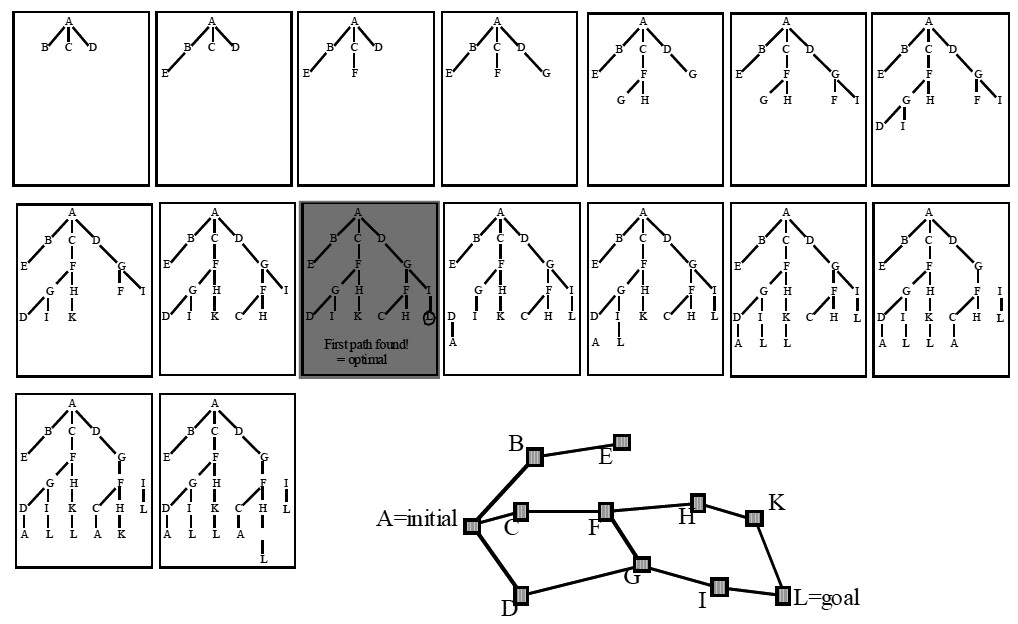 A
B C D
A
B C D
E
A
B C D
E F
A
B C D
E F G
A
B C D
E F G
G H
A
B C D
E F G
G H F I
A
B C D
E F G
G H F I
D I
A
B C D
E F G
G H F I
D I K
A
B C D
E F G
G H F I
D I K C H
A
B C D
E F G
G H F I
D I K C H L
First path found!
= optimal
A
B C D
E F G
G H F I
D I K C H L
A
A
B C D
E F G
G H F I
D I K C H L
A L
A
B C D
E F G
G H F I
D I K C H L
A L L
A
B C D
E F G
G H F I
D I K C H L
A L L A
A
B C D
E F G
G H F I
D I K C H L
A L L A K
A
B C D
E F G
G H F I
D I K C H L
A L L A
L
B
E
A=initial
C
F
H
K
G
D
I
L=goal